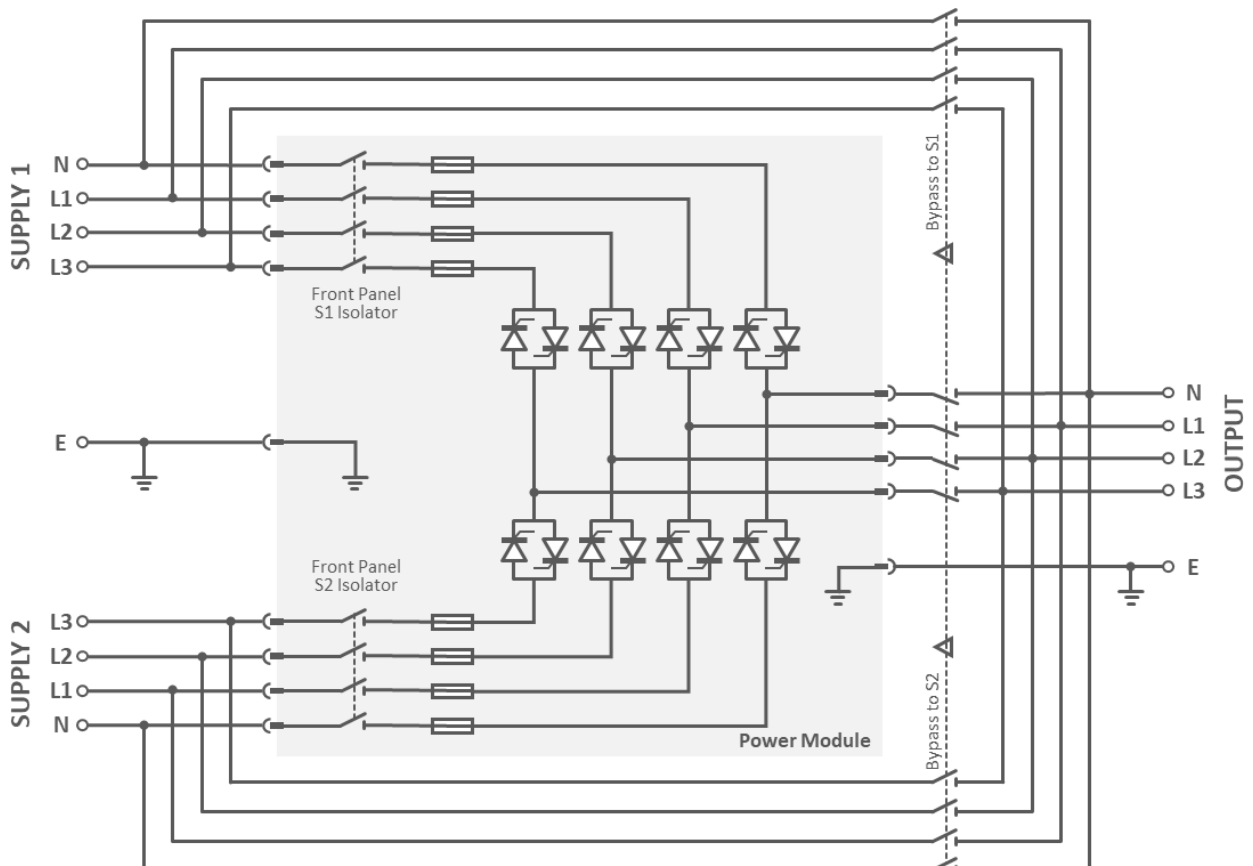 SUPPLY 1
N
L1
L2
L3
Front Panel
S1 Isolator
Bypass to S1
E
N
L1
L2
L3
OUTPUT
E
Front Panel
S2 Isolator
SUPPLY 2
L3
L2
L1
N
Power Module
Bypass to S2